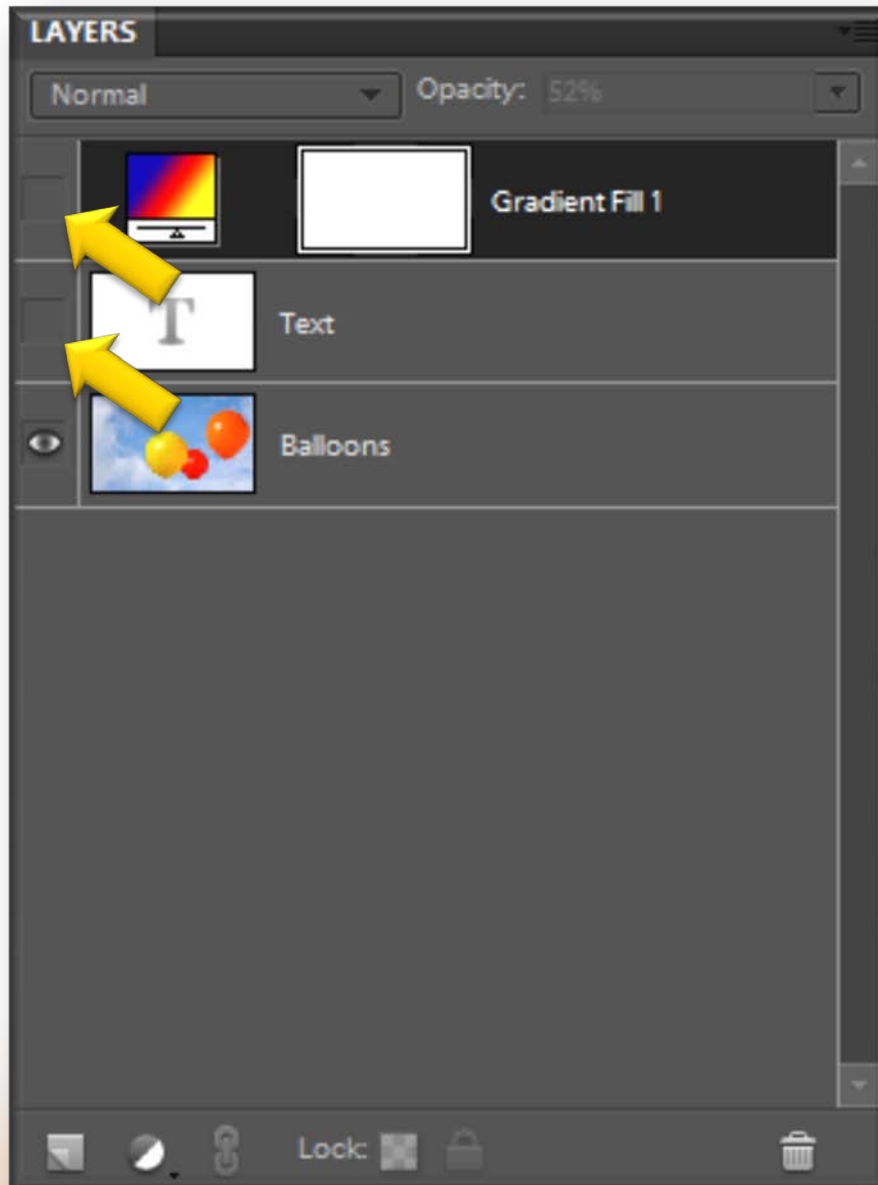 LAYERS
Normal Opacity: 52%
Gradient Fill 1
T
Text
Balloons
Lock: